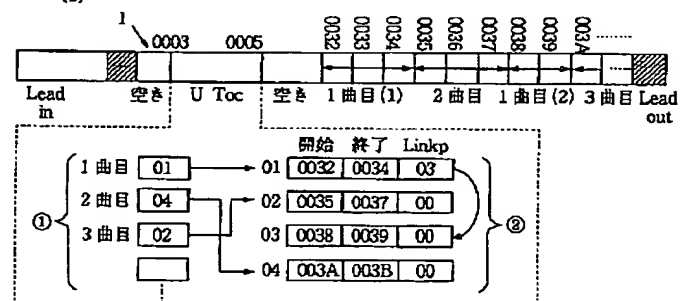 1
0003 0005 0032 0033 0034 0035 0036 0037 0038 0039 003A ……
Lead in 空き U Toc 空き 1曲目(1) 2曲目 1曲目(2) 3曲目 Lead out
開始 終了 Linkp
1曲目 01 01 0032 0034 03
2曲目 04 02 0035 0037 00
① 3曲目 02 03 0038 0039 00 ②
04 003A 003B 00